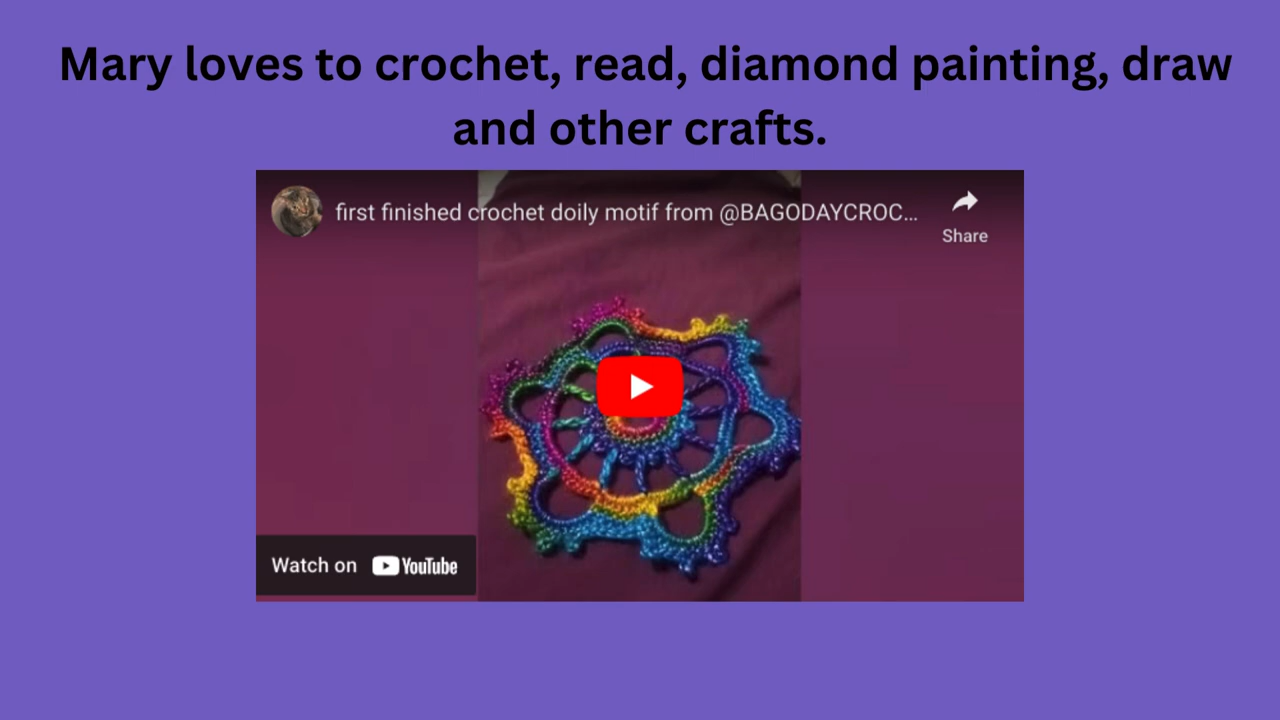 Mary loves to crochet, read, diamond painting, draw
and other crafts.
first finished crochet doily motif from @BAGODAYCROC...
Share
Watch on YouTube